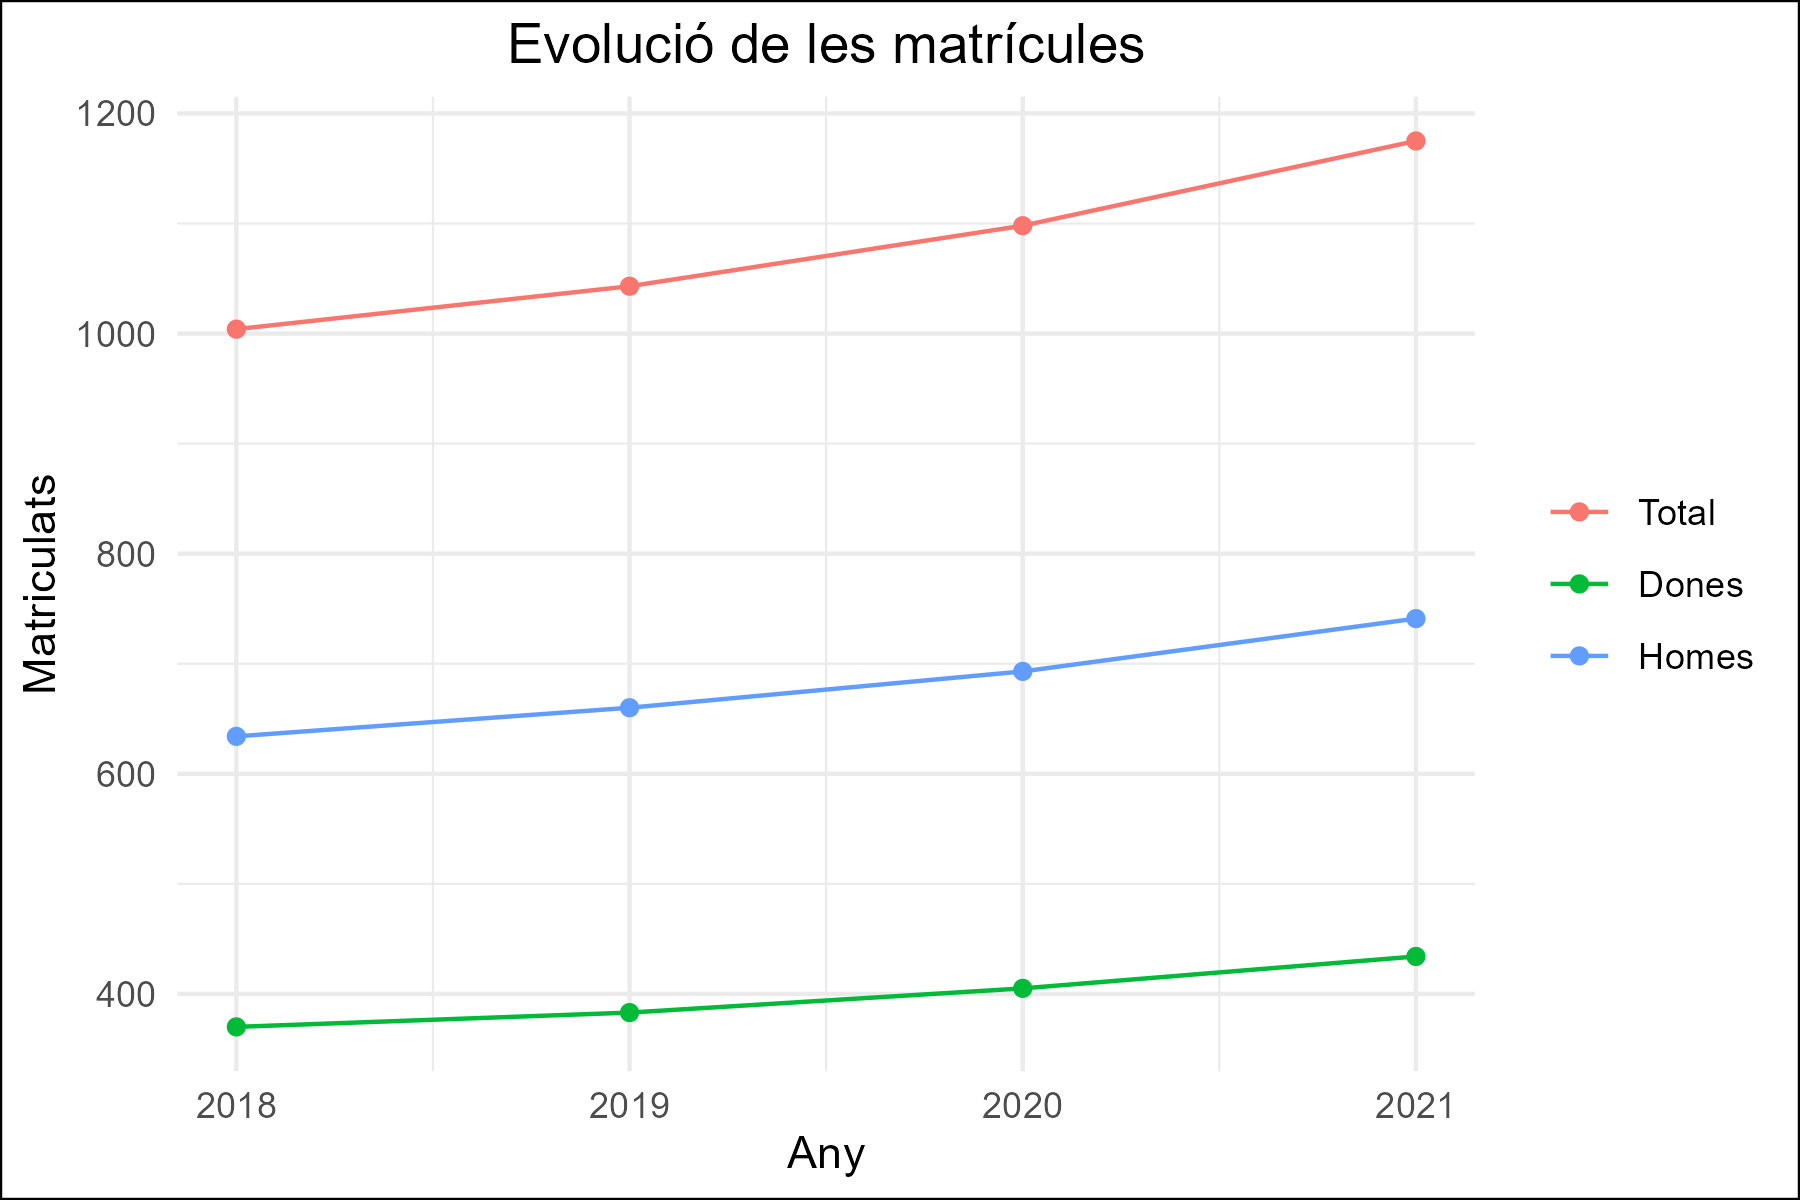 Evolució de les matrícules
1200
1000
800
600
400
Matriculats
2018
2019
2020
2021
Any
Total
Dones
Homes